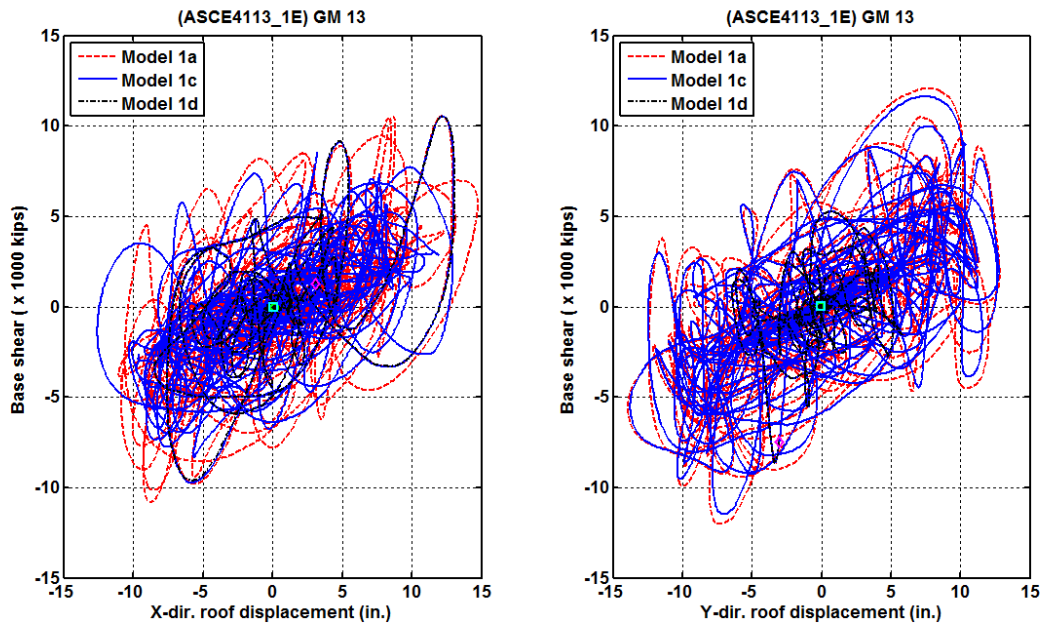 (ASCE4113_1E) GM 13
15
10
5
0
-5
-10
-15
-15
-10
-5
0
5
10
15
Base shear ( x 1000 kips)
X-dir. roof displacement (in.)
Model 1a
Model 1c
Model 1d
(ASCE4113_1E) GM 13
15
10
5
0
-5
-10
-15
-15
-10
-5
0
5
10
15
Base shear ( x 1000 kips)
Y-dir. roof displacement (in.)
Model 1a
Model 1c
Model 1d